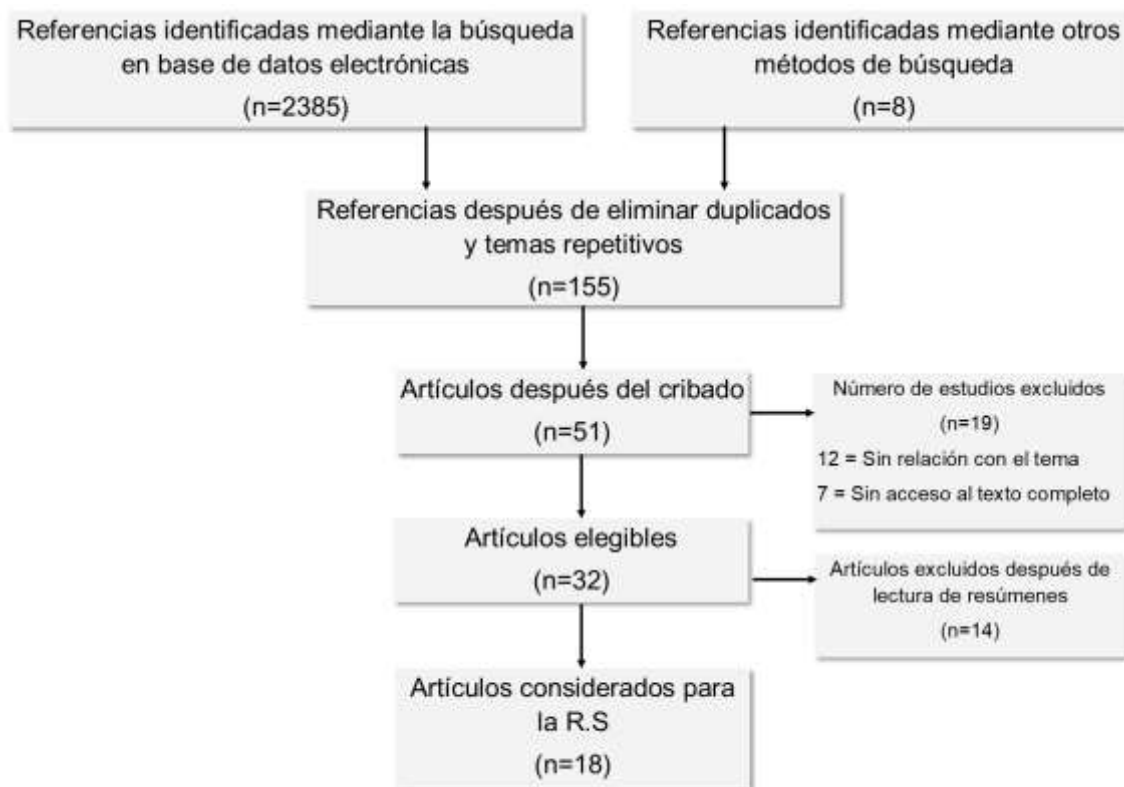 Referencias identificadas mediante la búsqueda
en base de datos electrónicas
(n=2385)
Referencias identificadas mediante otros
métodos de búsqueda
(n=8)
Referencias después de eliminar duplicados
y temas repetitivos
(n=155)
Artículos después del cribado
(n=51)
Número de estudios excluidos
(n=19)
12 = Sin relación con el tema
7 = Sin acceso al texto completo
Artículos elegibles
(n=32)
Artículos excluidos después de
lectura de resúmenes
(n=14)
Artículos considerados para
la R.S
(n=18)